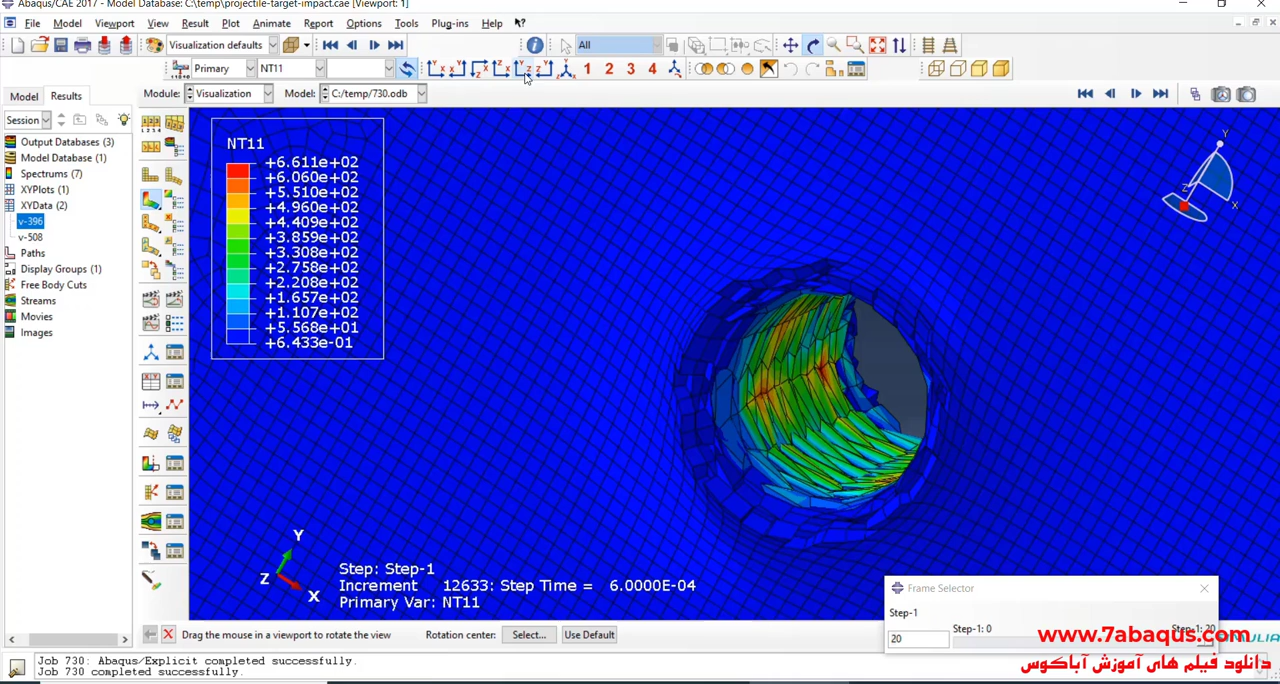 Abaqus/CAE 2017 - Model Database: C:\temp\projectile-target-impact.cae [Viewport: 1]
File Model Viewport View Result Plot Animate Report Options Tools Plug-ins Help
Visualization defaults All
Primary NT11 1 2 3 4
Model Results Module: Visualization Model: C:/temp/730.odb
Session
Output Databases (3)
Model Database (1)
Spectrums (7)
XYPlots (1)
XYData (2)
v-396
v-508
Paths
Display Groups (1)
Free Body Cuts
Streams
Movies
Images
NT11
+6.611e+02
+6.060e+02
+5.510e+02
+4.960e+02
+4.409e+02
+3.859e+02
+3.308e+02
+2.758e+02
+2.208e+02
+1.657e+02
+1.107e+02
+5.568e+01
+6.433e-01
Y
Z
X
Y
Z
X
Step: Step-1
Increment 12633: Step Time = 6.0000E-04
Primary Var: NT11
Frame Selector
Step-1
Step-1: 0 Step-1: 20
20
www.7abaqus.com
دانلود فیلم های آموزش آباکوس
Drag the mouse in a viewport to rotate the view Rotation center: Select... Use Default
Job 730: Abaqus/Explicit completed successfully.
Job 730 completed successfully.